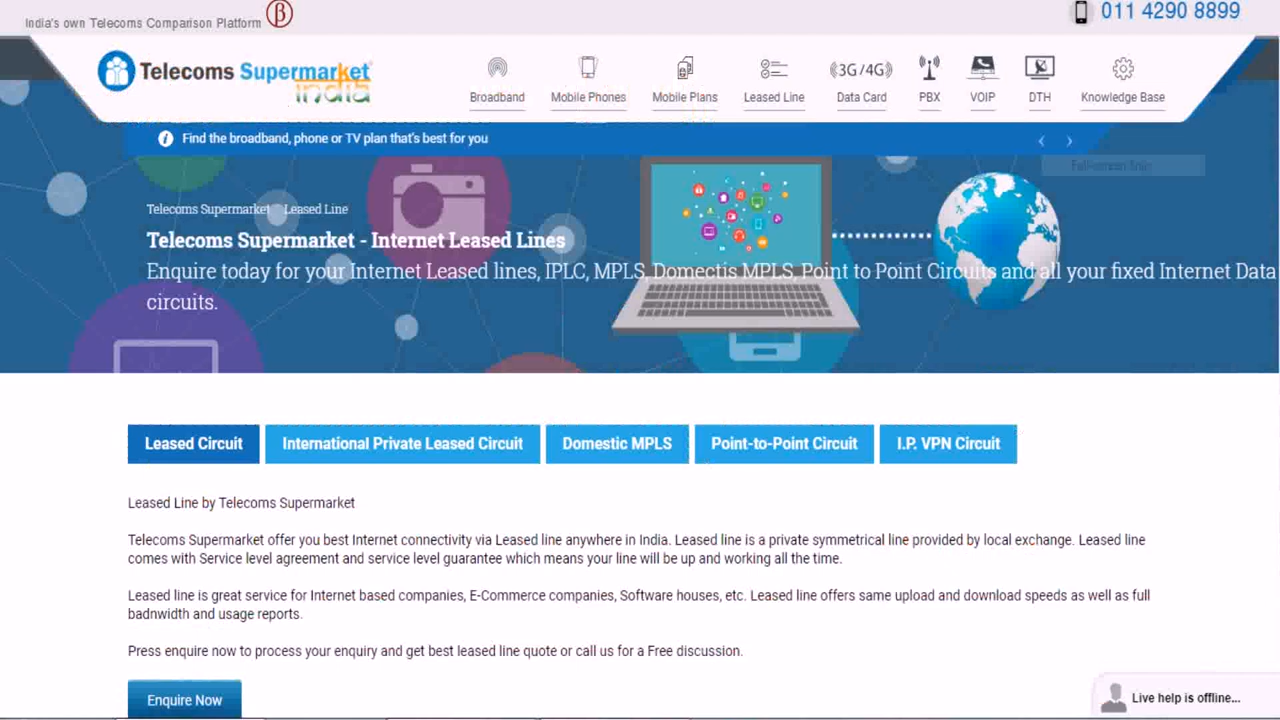 India's own Telecoms Comparison Platform β
011 4290 8899
Telecoms Supermarket
india
Broadband
Mobile Phones
Mobile Plans
Leased Line
3G/4G
Data Card
PBX
VOIP
DTH
Knowledge Base
i Find the broadband, phone or TV plan that's best for you
Full-screen Snip
Telecoms Supermarket Leased Line
Telecoms Supermarket - Internet Leased Lines
Enquire today for your Internet Leased lines, IPLC, MPLS, Domectis MPLS, Point to Point Circuits and all your fixed Internet Data
circuits.
Leased Circuit
International Private Leased Circuit
Domestic MPLS
Point-to-Point Circuit
I.P. VPN Circuit
Leased Line by Telecoms Supermarket
Telecoms Supermarket offer you best Internet connectivity via Leased line anywhere in India. Leased line is a private symmetrical line provided by local exchange. Leased line
comes with Service level agreement and service level guarantee which means your line will be up and working all the time.
Leased line is great service for Internet based companies, E-Commerce companies, Software houses, etc. Leased line offers same upload and download speeds as well as full
badnwidth and usage reports.
Press enquire now to process your enquiry and get best leased line quote or call us for a Free discussion.
Enquire Now
Live help is offline...